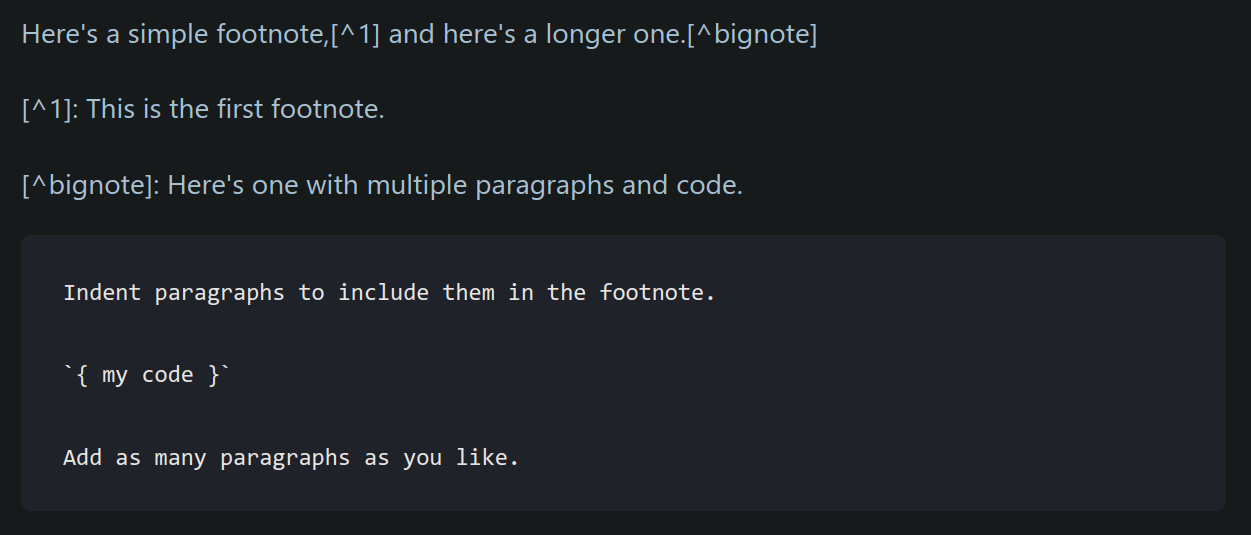 Here's a simple footnote,[^1] and here's a longer one.[^bignote]
[^1]: This is the first footnote.
[^bignote]: Here's one with multiple paragraphs and code.
Indent paragraphs to include them in the footnote.
`{ my code }`
Add as many paragraphs as you like.